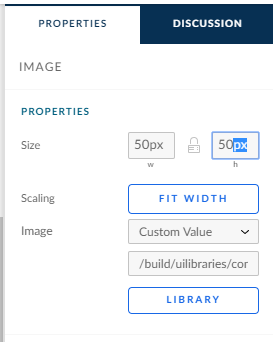 PROPERTIES DISCUSSION
IMAGE
PROPERTIES
Size 50px 50px
w h
Scaling FIT WIDTH
Image Custom Value
/build/uilibraries/cor
LIBRARY